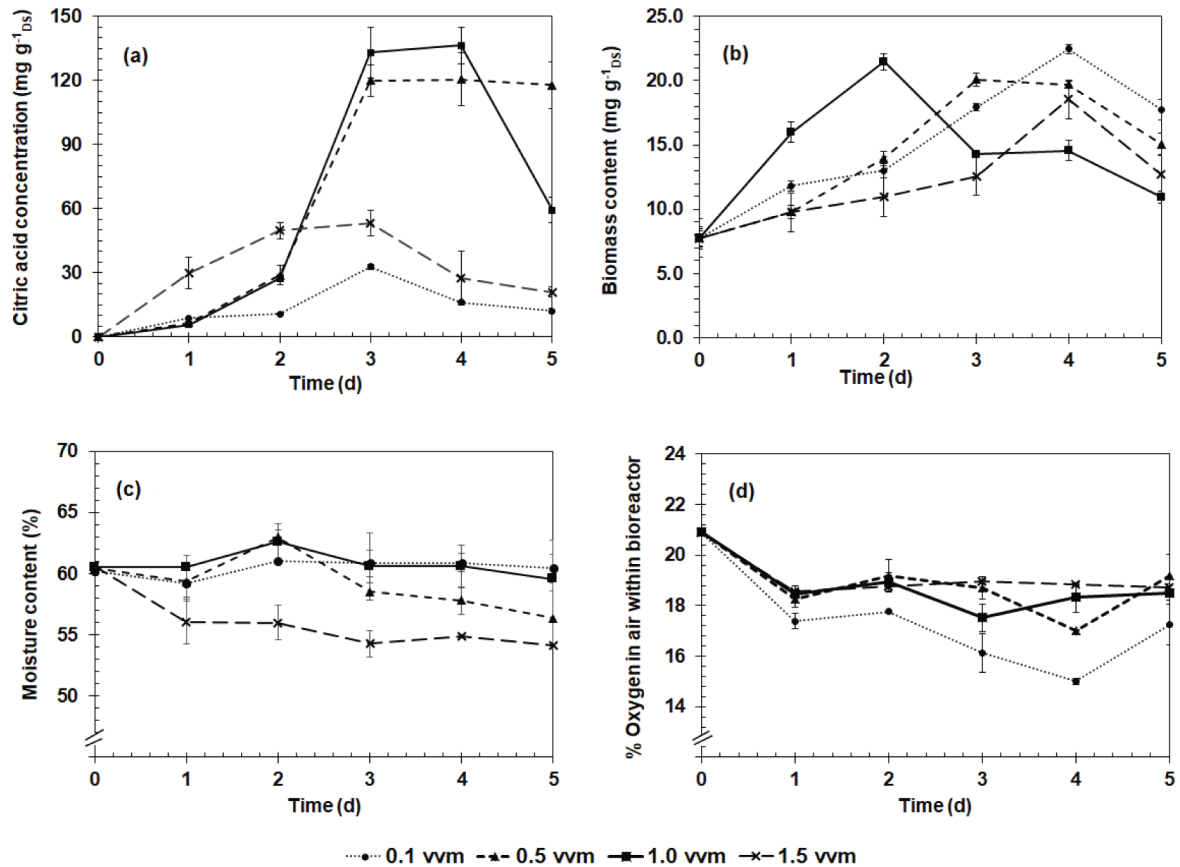 (a)
Citric acid concentration (mg g⁻¹DS)
150
120
90
60
30
0
0 1 2 3 4 5
Time (d)
(b)
Biomass content (mg g⁻¹DS)
25.0
20.0
15.0
10.0
5.0
0.0
0 1 2 3 4 5
Time (d)
(c)
Moisture content (%)
70
65
60
55
50
0 1 2 3 4 5
Time (d)
(d)
% Oxygen in air within bioreactor
24
22
20
18
16
14
0 1 2 3 4 5
Time (d)
0.1 vvm 0.5 vvm 1.0 vvm 1.5 vvm